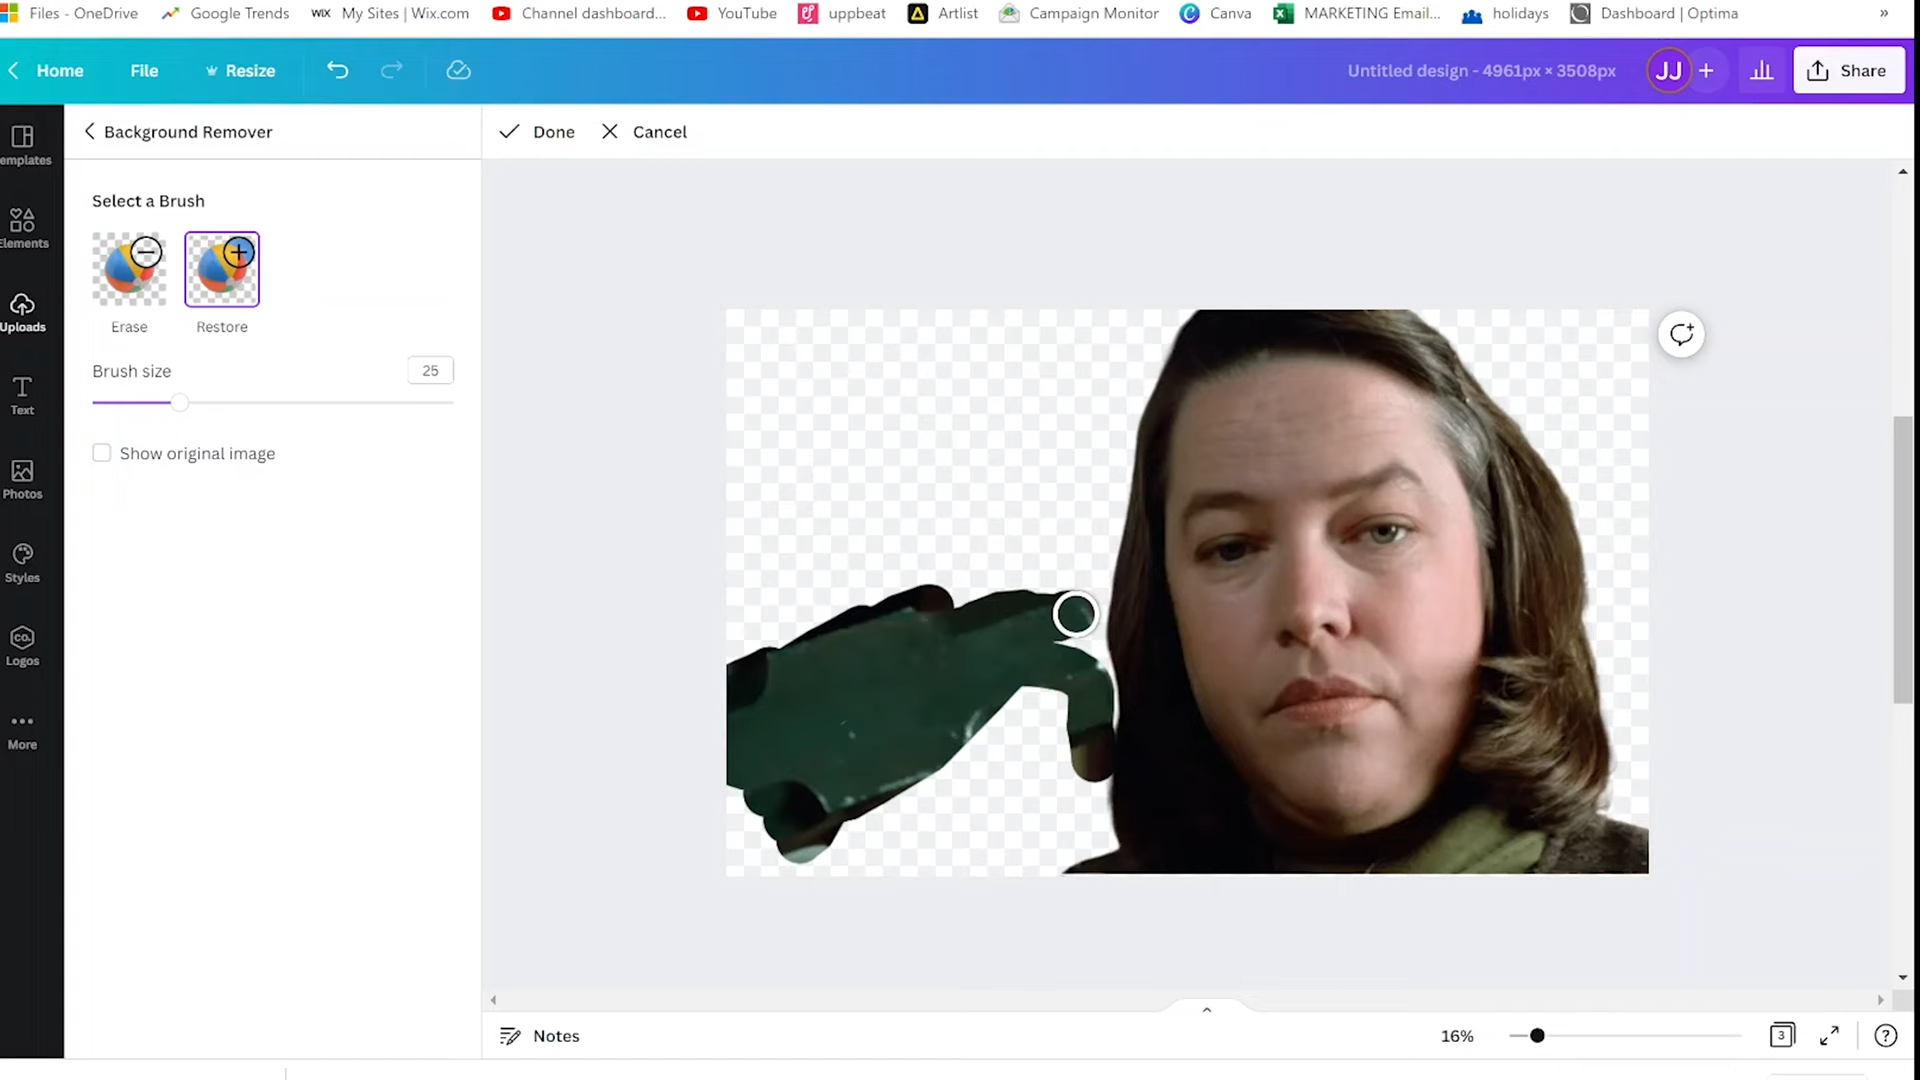 Files - OneDrive Google Trends WIX My Sites | Wix.com Channel dashboard... YouTube uppbeat Artlist Campaign Monitor Canva MARKETING Email... holidays Dashboard | Optima »
Home File Resize Untitled design - 4961px × 3508px JJ + Share
Background Remover Done Cancel
emplates
Select a Brush
Elements
Erase Restore
Uploads
Brush size 25
Text
Show original image
Photos
Styles
CO.
Logos
More
Notes 16% 3 ?